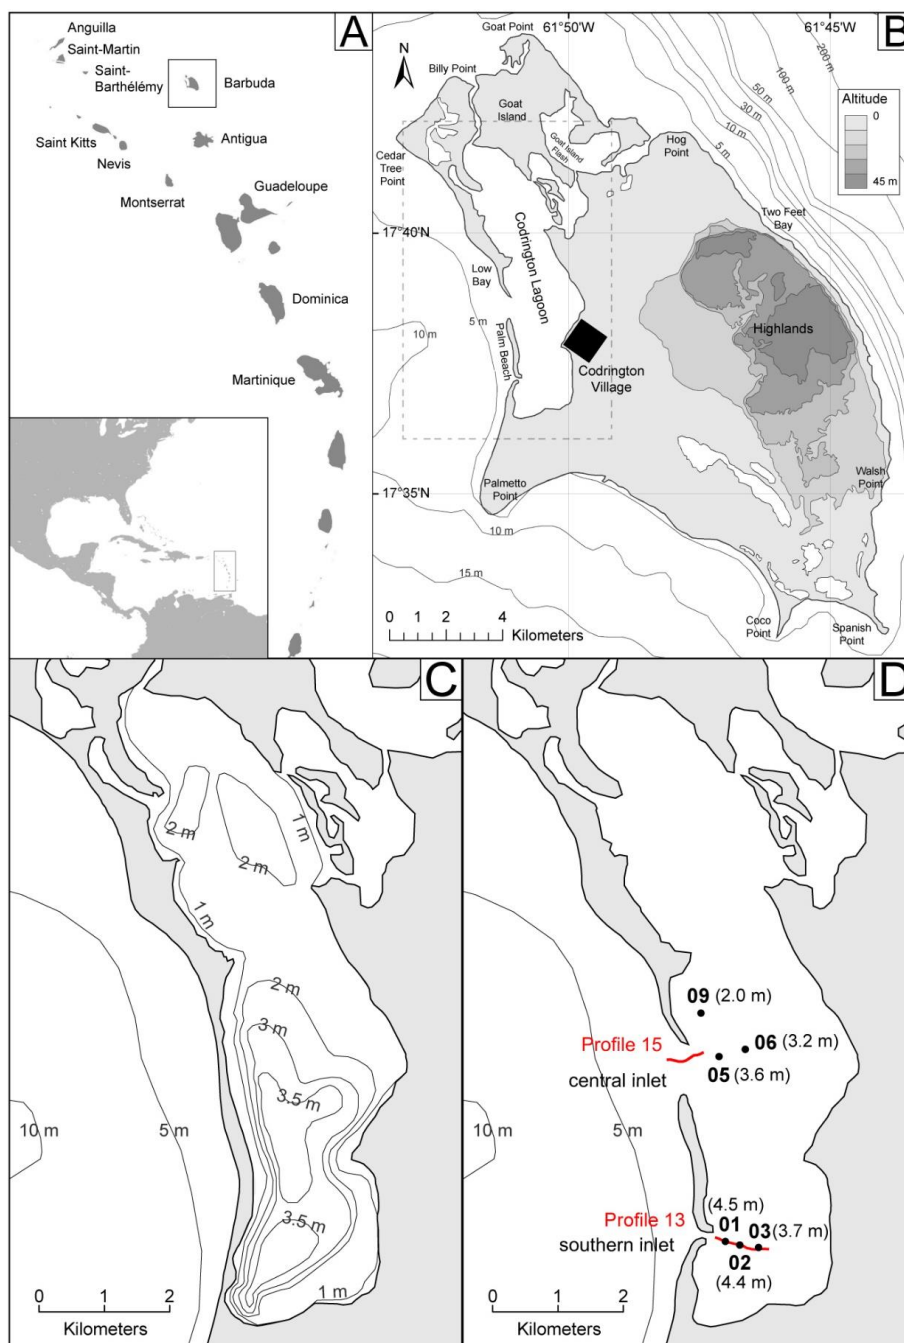 A
Anguilla
Saint-Martin
Saint-
Barthélémy
Barbuda
Saint Kitts
Nevis
Antigua
Montserrat
Guadeloupe
Dominica
Martinique
61°50'W
61°45'W
B
N
Goat Point
Billy Point
Goat
Island
Goat Island
Flash
Cedar
Tree
Point
Hog
Point
200 m
100 m
50 m
30 m
10 m
5 m
Altitude
0
45 m
Two Feet
Bay
17°40'N
Codrington Lagoon
Low
Bay
5 m
10 m
Palm Beach
Highlands
Codrington
Village
17°35'N
Palmetto
Point
Walsh
Point
10 m
15 m
Coco
Point
Spanish
Point
0 1 2 4
Kilometers
C
2 m
2 m
1 m
1 m
2 m
3 m
3.5 m
3.5 m
1 m
10 m
5 m
0 1 2
Kilometers
D
09 (2.0 m)
Profile 15
06 (3.2 m)
05 (3.6 m)
central inlet
10 m
5 m
(4.5 m)
Profile 13
01
03 (3.7 m)
southern inlet
02
(4.4 m)
0 1 2
Kilometers